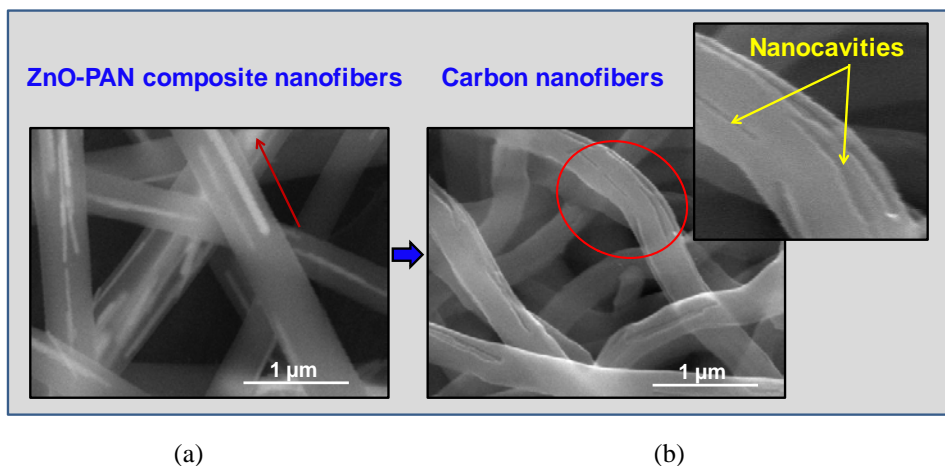 Nanocavities
ZnO-PAN composite nanofibers
Carbon nanofibers
1 µm
1 µm
(a)
(b)